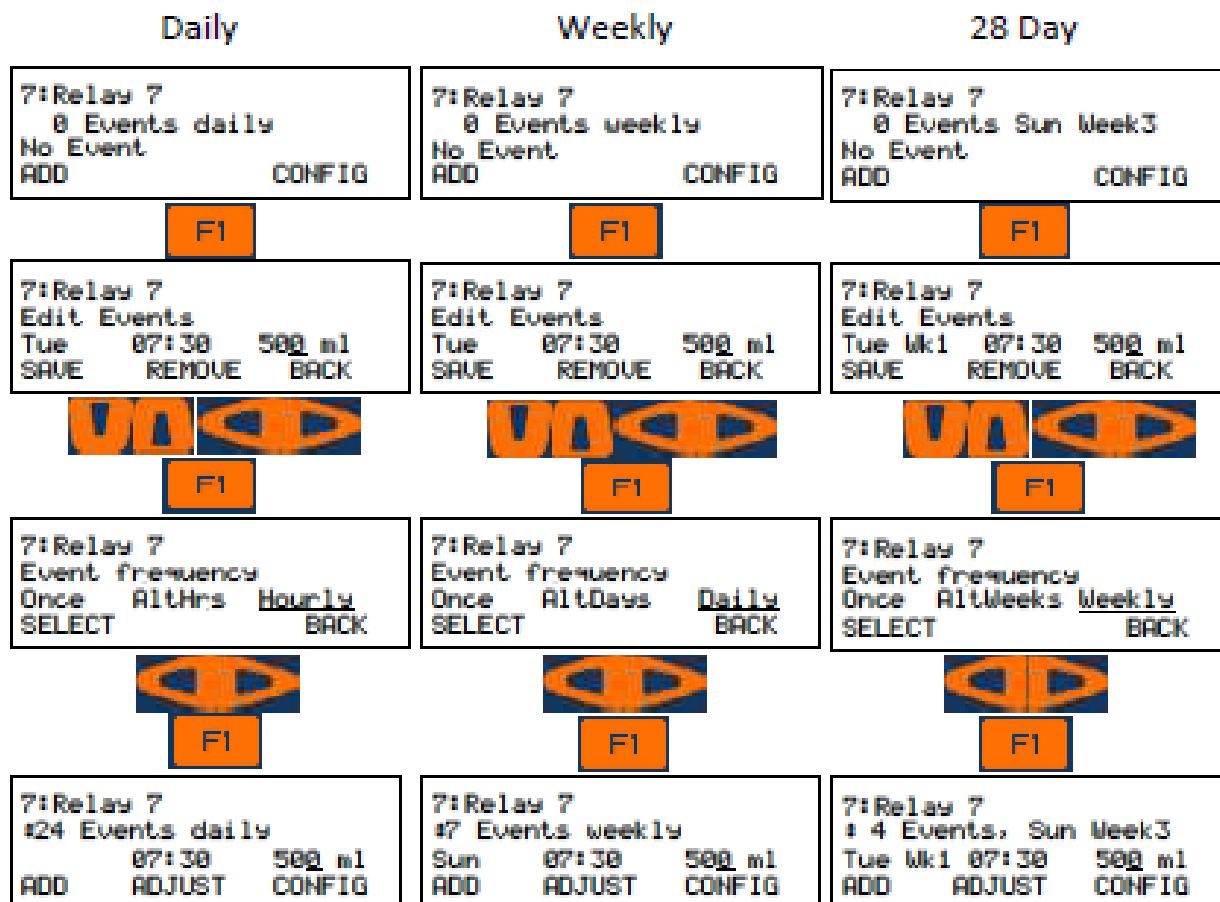 Daily
Weekly
28 Day
7:Relay 7
0 Events daily
No Event
ADD CONFIG
7:Relay 7
0 Events weekly
No Event
ADD CONFIG
7:Relay 7
0 Events Sun Week3
No Event
ADD CONFIG
F1
F1
F1
7:Relay 7
Edit Events
Tue 07:30 500 ml
SAVE REMOVE BACK
7:Relay 7
Edit Events
Tue 07:30 500 ml
SAVE REMOVE BACK
7:Relay 7
Edit Events
Tue Wk1 07:30 500 ml
SAVE REMOVE BACK
F1
F1
F1
7:Relay 7
Event frequency
Once AltHrs Hourly
SELECT BACK
7:Relay 7
Event frequency
Once AltDays Daily
SELECT BACK
7:Relay 7
Event frequency
Once AltWeeks Weekly
SELECT BACK
F1
F1
F1
7:Relay 7
↕24 Events daily
07:30 500 ml
ADD ADJUST CONFIG
7:Relay 7
↕7 Events weekly
Sun 07:30 500 ml
ADD ADJUST CONFIG
7:Relay 7
↕ 4 Events, Sun Week3
Tue Wk1 07:30 500 ml
ADD ADJUST CONFIG